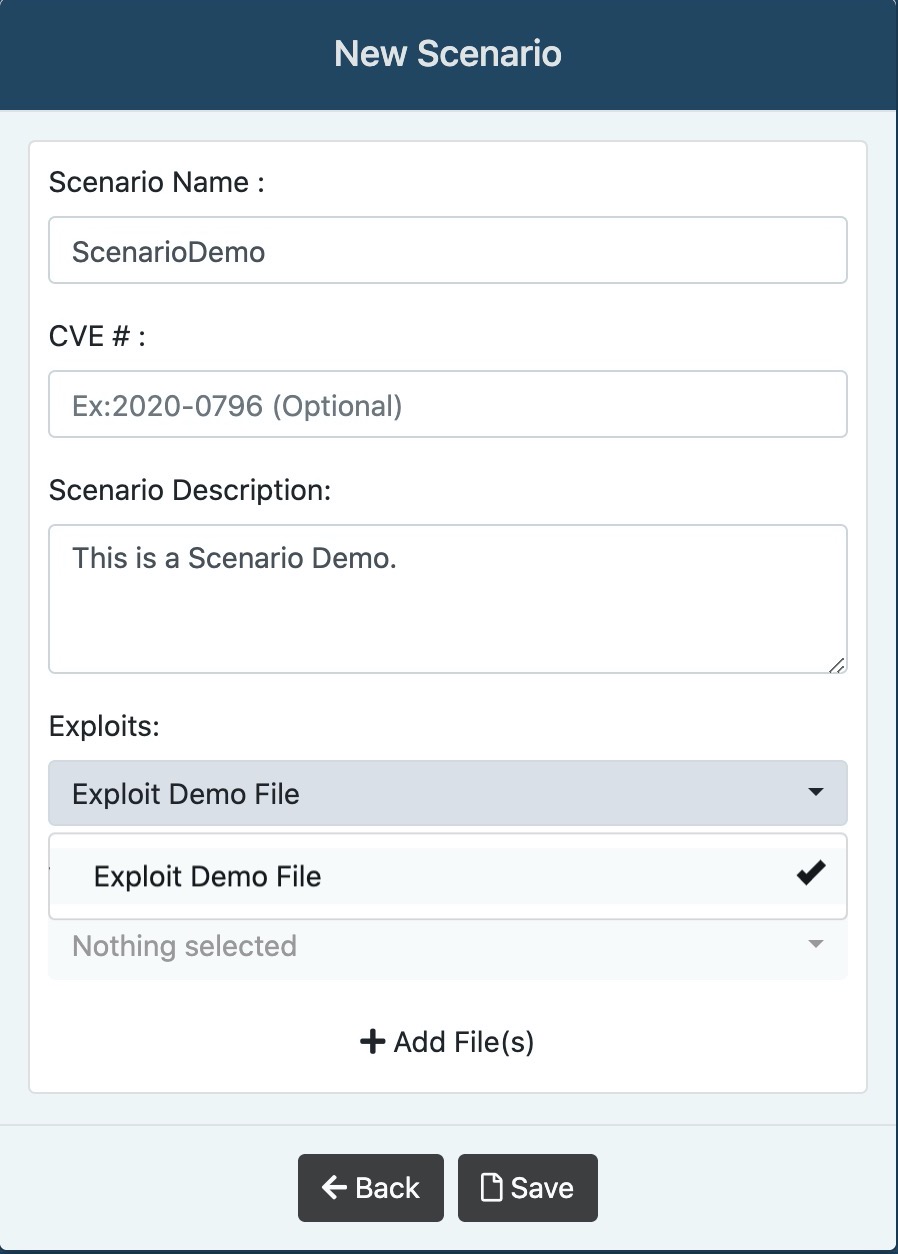 New Scenario
Scenario Name :
ScenarioDemo
CVE # :
Ex:2020-0796 (Optional)
Scenario Description:
This is a Scenario Demo.
Exploits:
Exploit Demo File
Exploit Demo File
Nothing selected
Add File(s)
Back
Save